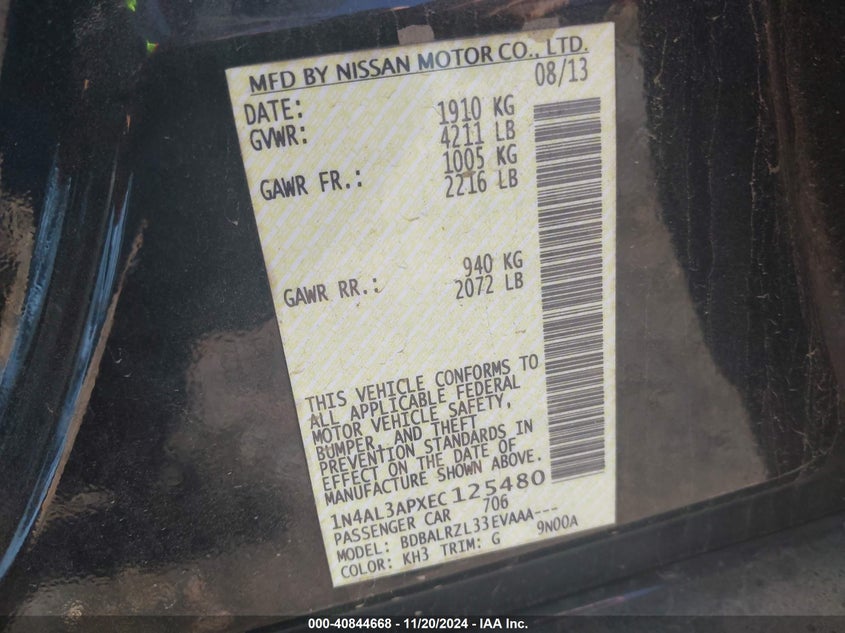 MFD BY NISSAN MOTOR CO., LTD.
DATE: 08/13
GVWR: 1910 KG
4211 LB
GAWR FR.: 1005 KG
2216 LB
GAWR RR.: 940 KG
2072 LB
THIS VEHICLE CONFORMS TO
ALL APPLICABLE FEDERAL
MOTOR VEHICLE SAFETY,
BUMPER, AND THEFT
PREVENTION STANDARDS IN
EFFECT ON THE DATE OF
MANUFACTURE SHOWN ABOVE.
1N4AL3APXEC125480
PASSENGER CAR 706
MODEL: BDBALRZL33EVAAA---
COLOR: KH3 TRIM: G 9N00A
000-40844668 - 11/20/2024 - IAA Inc.